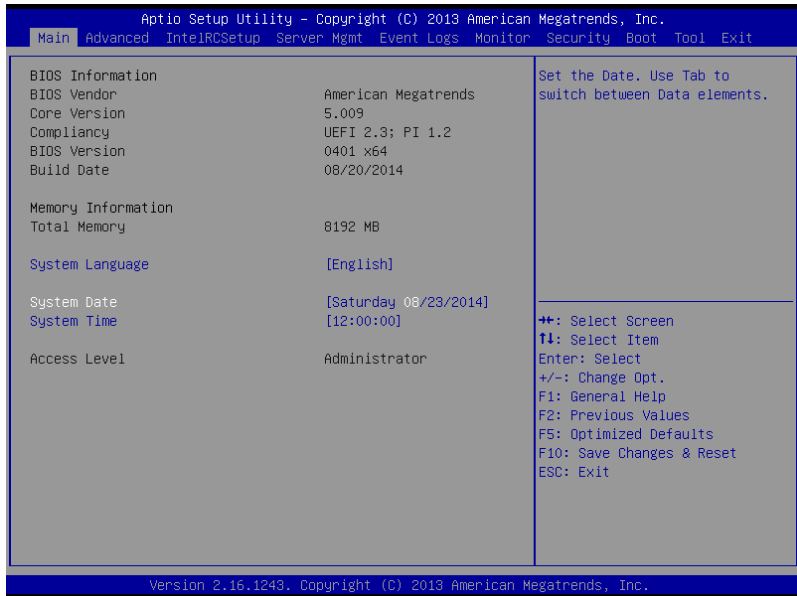 Aptio Setup Utility – Copyright (C) 2013 American Megatrends, Inc.
Main Advanced IntelRCSetup Server Mgmt Event Logs Monitor Security Boot Tool Exit
BIOS Information
BIOS Vendor American Megatrends
Core Version 5.009
Compliancy UEFI 2.3; PI 1.2
BIOS Version 0401 x64
Build Date 08/20/2014
Memory Information
Total Memory 8192 MB
System Language [English]
System Date [Saturday 08/23/2014]
System Time [12:00:00]
Access Level Administrator
Set the Date. Use Tab to
switch between Data elements.
→←: Select Screen
↑↓: Select Item
Enter: Select
+/-: Change Opt.
F1: General Help
F2: Previous Values
F5: Optimized Defaults
F10: Save Changes & Reset
ESC: Exit
Version 2.16.1243. Copyright (C) 2013 American Megatrends, Inc.